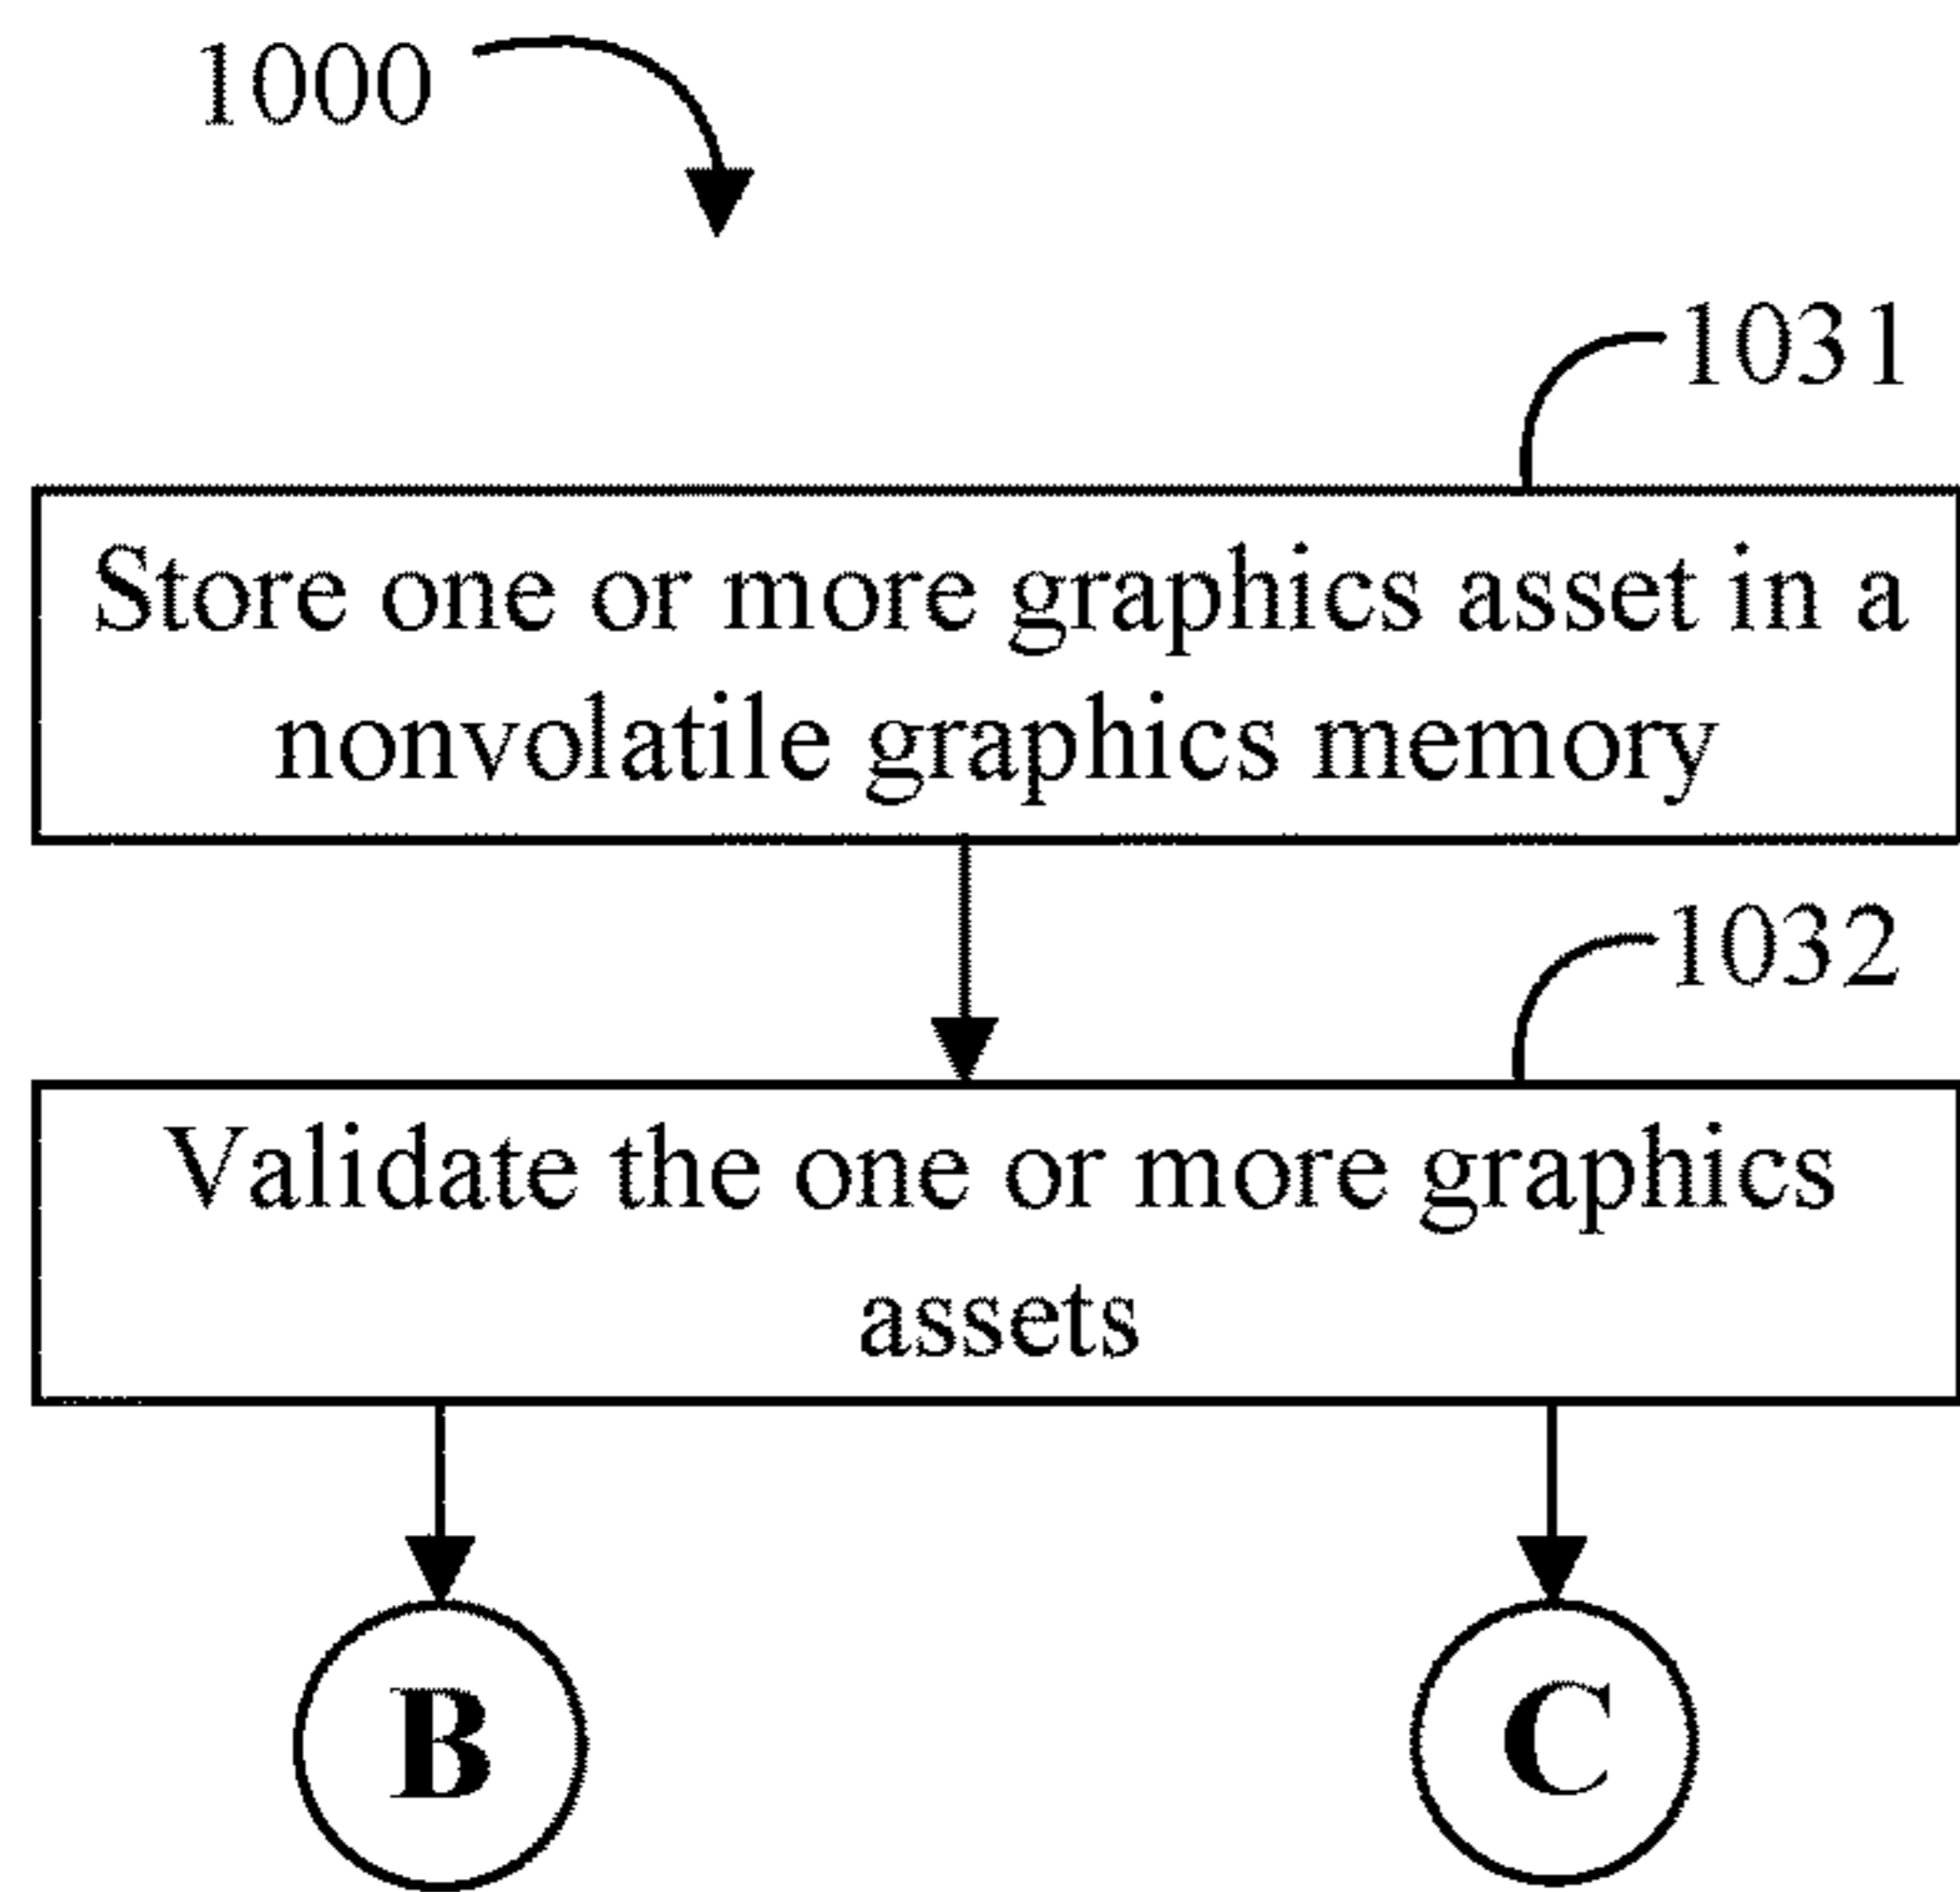 1000
1031
Store one or more graphics asset in a
nonvolatile graphics memory
1032
Validate the one or more graphics
assets
B
C